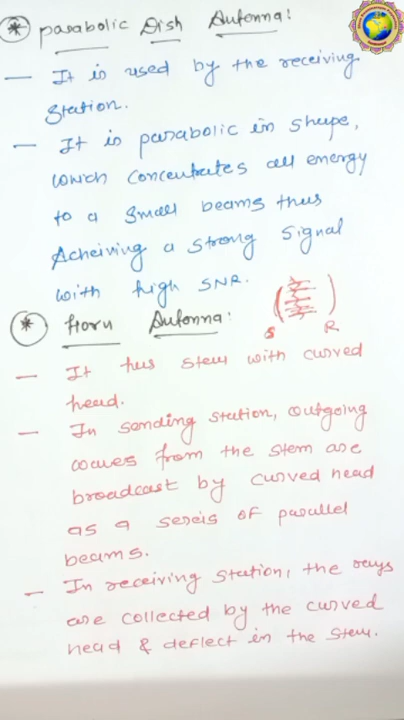 * parabolic Dish Antenna:
— It is used by the receiving
Station.
— It is parabolic in shape,
which concentrates all energy
to a small beams thus
Acheiving a strong signal
with high SNR.
S R
* Horn Antenna:
— It has stem with curved
head.
— In sending station, outgoing
waves from the stem are
broadcast by curved head
as a sereis of parallel
beams.
— In receiving station, the rays
are collected by the curved
head & deflect in the stem.